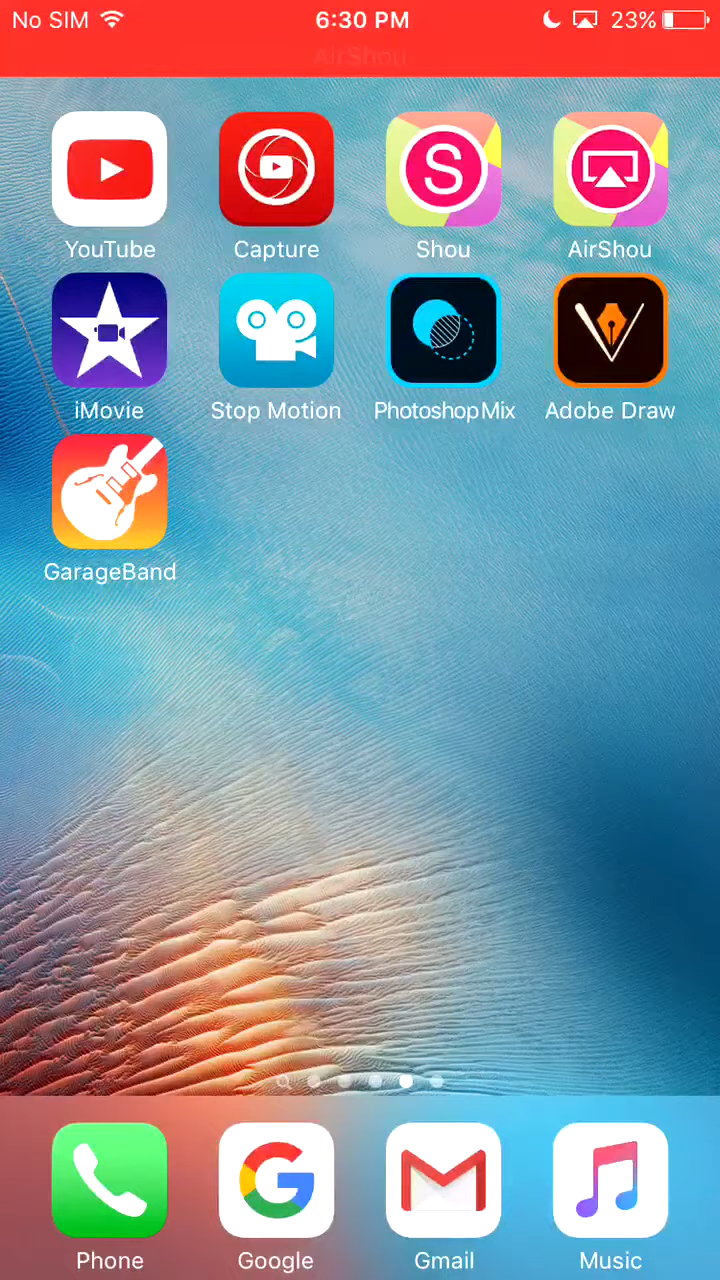 No SIM 6:30 PM 23%
AirShou
YouTube Capture Shou AirShou
iMovie Stop Motion PhotoshopMix Adobe Draw
GarageBand
Phone Google Gmail Music